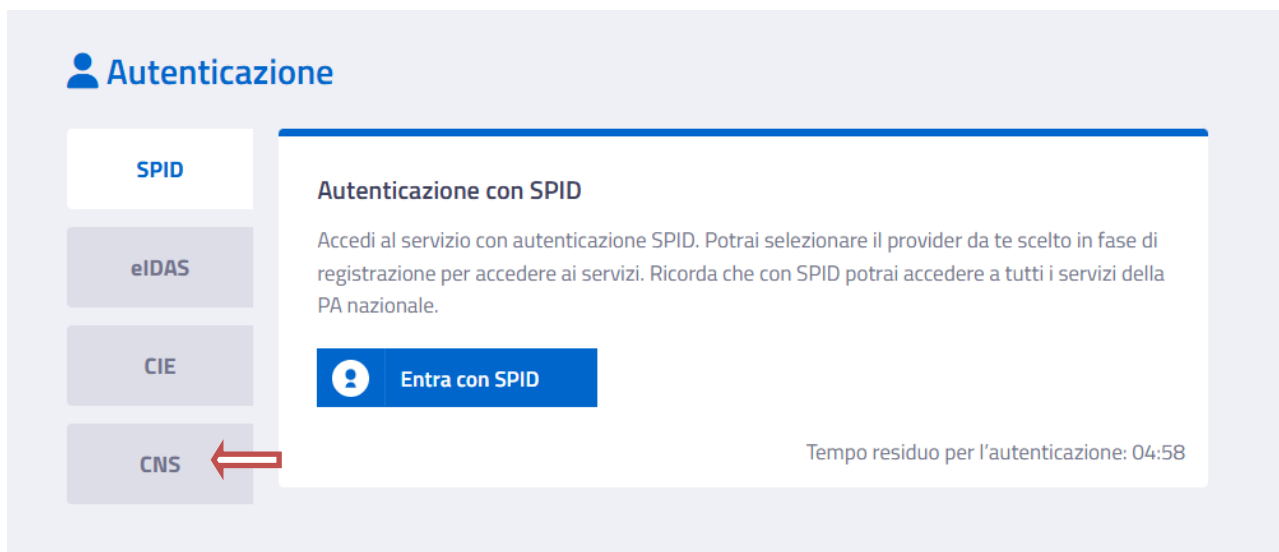 Autenticazione
SPID
eIDAS
CIE
CNS
Autenticazione con SPID
Accedi al servizio con autenticazione SPID. Potrai selezionare il provider da te scelto in fase di
registrazione per accedere ai servizi. Ricorda che con SPID potrai accedere a tutti i servizi della
PA nazionale.
Entra con SPID
Tempo residuo per l'autenticazione: 04:58